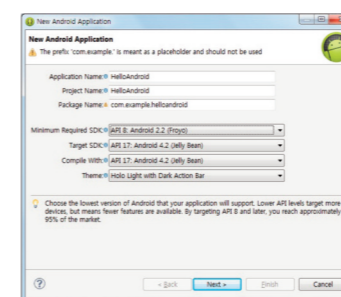 New Android Application
New Android Application
The prefix 'com.example.' is meant as a placeholder and should not be used
Application Name: HelloAndroid
Project Name: HelloAndroid
Package Name: com.example.helloandroid
Minimum Required SDK: API 8: Android 2.2 (Froyo)
Target SDK: API 17: Android 4.2 (Jelly Bean)
Compile With: API 17: Android 4.2 (Jelly Bean)
Theme: Holo Light with Dark Action Bar
Choose the lowest version of Android that your application will support. Lower API levels target more
devices, but means fewer features are available. By targeting API 8 and later, you reach approximately
95% of the market.
? < Back Next > Finish Cancel